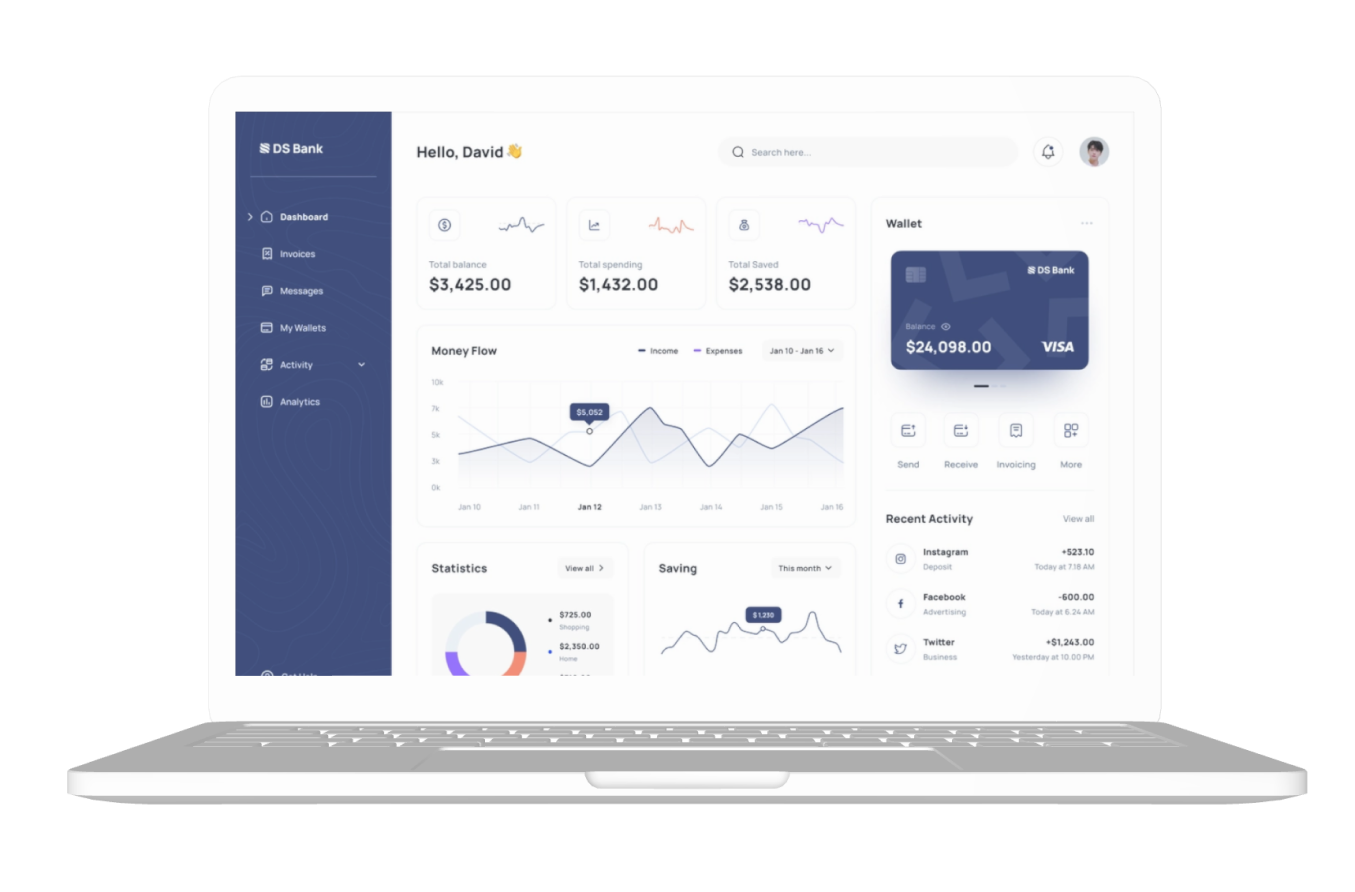 DS Bank
Dashboard
Invoices
Messages
My Wallets
Activity
Analytics
Hello, David 👋
Search here...
Total balance
$3,425.00
Total spending
$1,432.00
Total Saved
$2,538.00
Money Flow
Income
Expenses
Jan 10 - Jan 16
10k
7k
5k
3k
0k
$5,052
Jan 10
Jan 11
Jan 12
Jan 13
Jan 14
Jan 15
Jan 16
Statistics
View all
$725.00
Shopping
$2,350.00
Home
Saving
This month
$1,230
Wallet
DS Bank
Balance
$24,098.00
VISA
Send
Receive
Invoicing
More
Recent Activity
View all
Instagram
+523.10
Deposit
Today at 7.18 AM
Facebook
-600.00
Advertising
Today at 6.24 AM
Twitter
+$1,243.00
Business
Yesterday at 10.00 PM